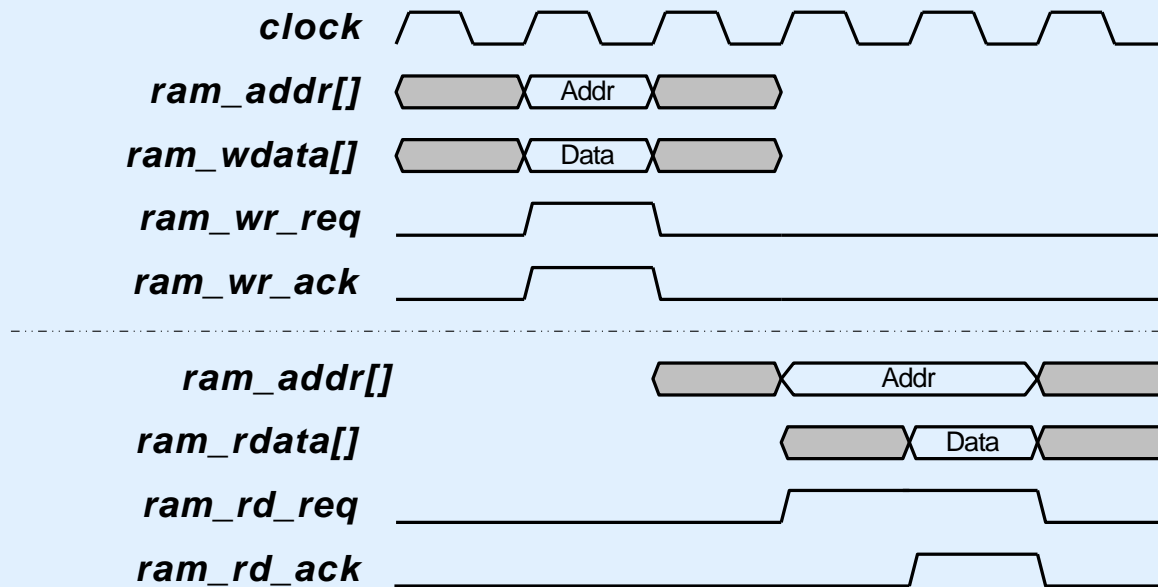 clock
ram_addr[] Addr
ram_wdata[] Data
ram_wr_req
ram_wr_ack
ram_addr[] Addr
ram_rdata[] Data
ram_rd_req
ram_rd_ack